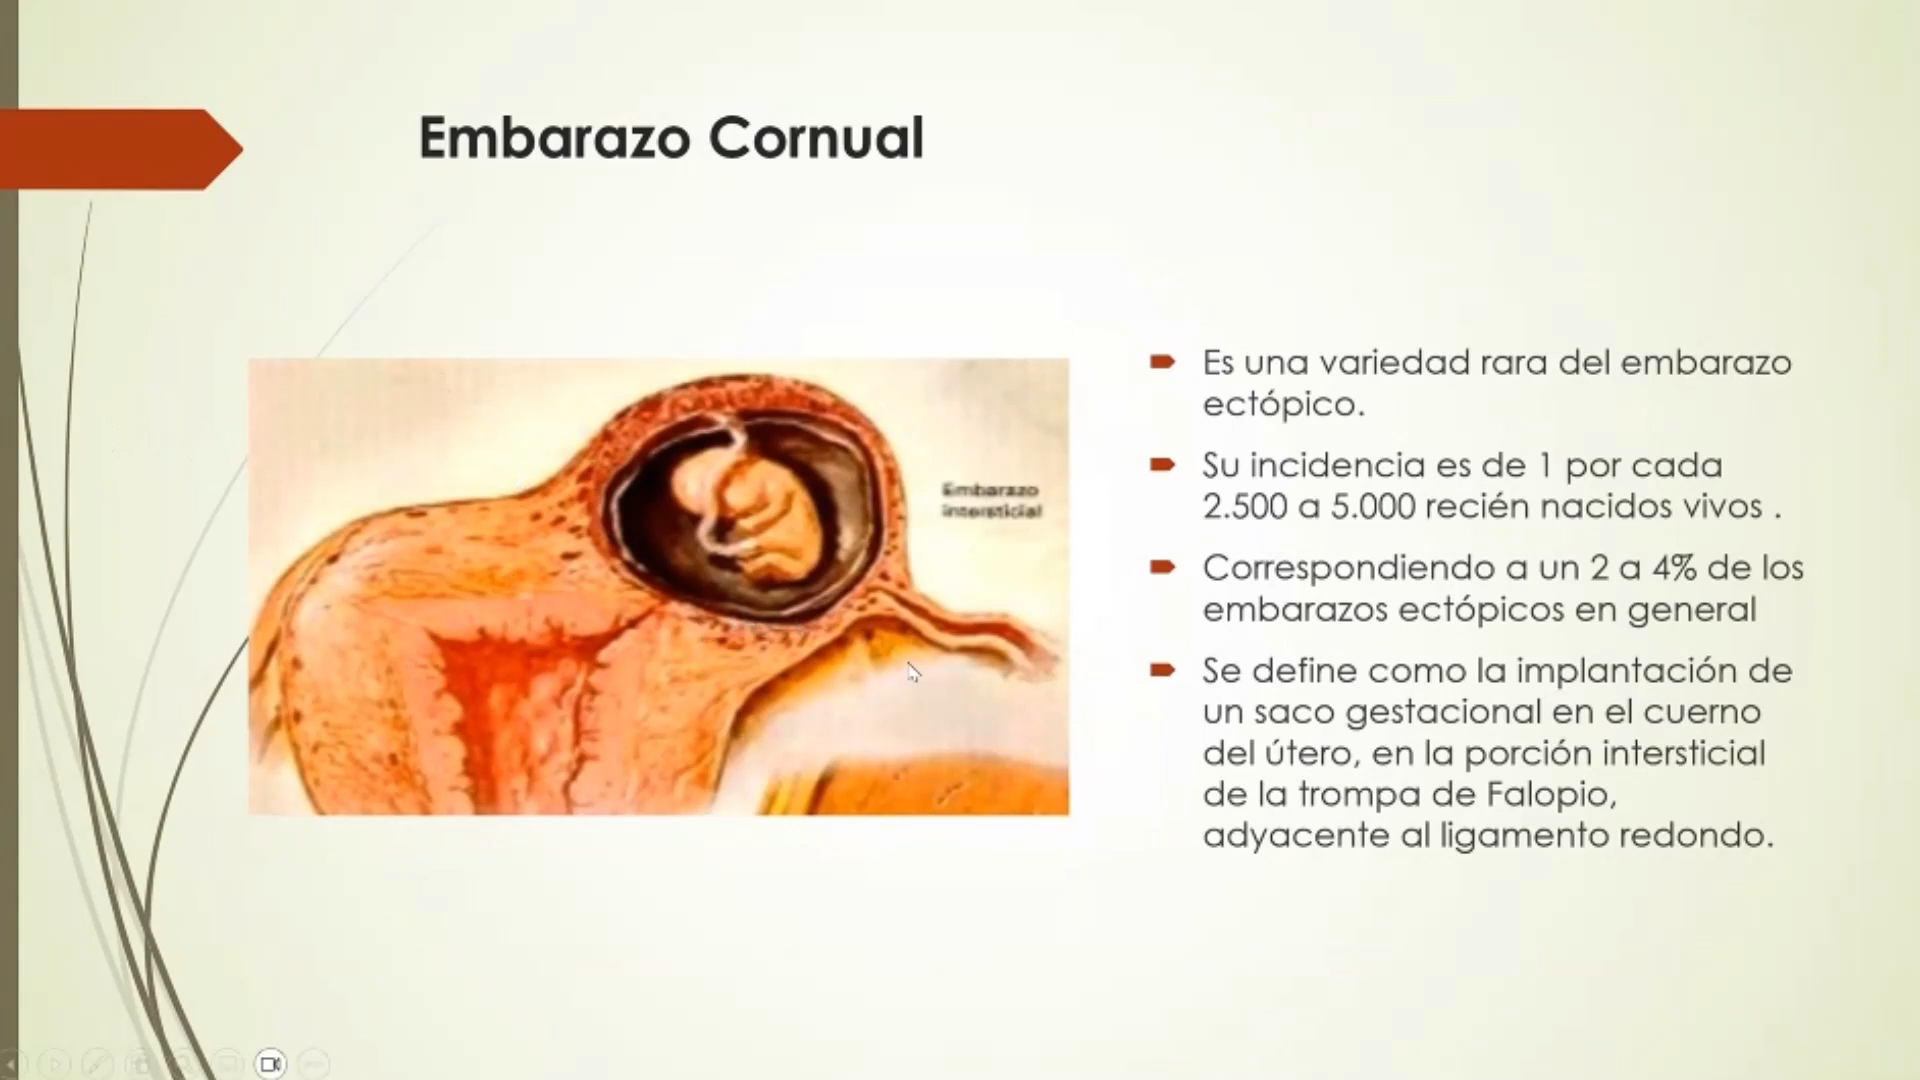 Embarazo Cornual
Embarazo
intersticial
Es una variedad rara del embarazo
ectópico.
Su incidencia es de 1 por cada
2.500 a 5.000 recién nacidos vivos .
Correspondiendo a un 2 a 4% de los
embarazos ectópicos en general
Se define como la implantación de
un saco gestacional en el cuerno
del útero, en la porción intersticial
de la trompa de Falopio,
adyacente al ligamento redondo.